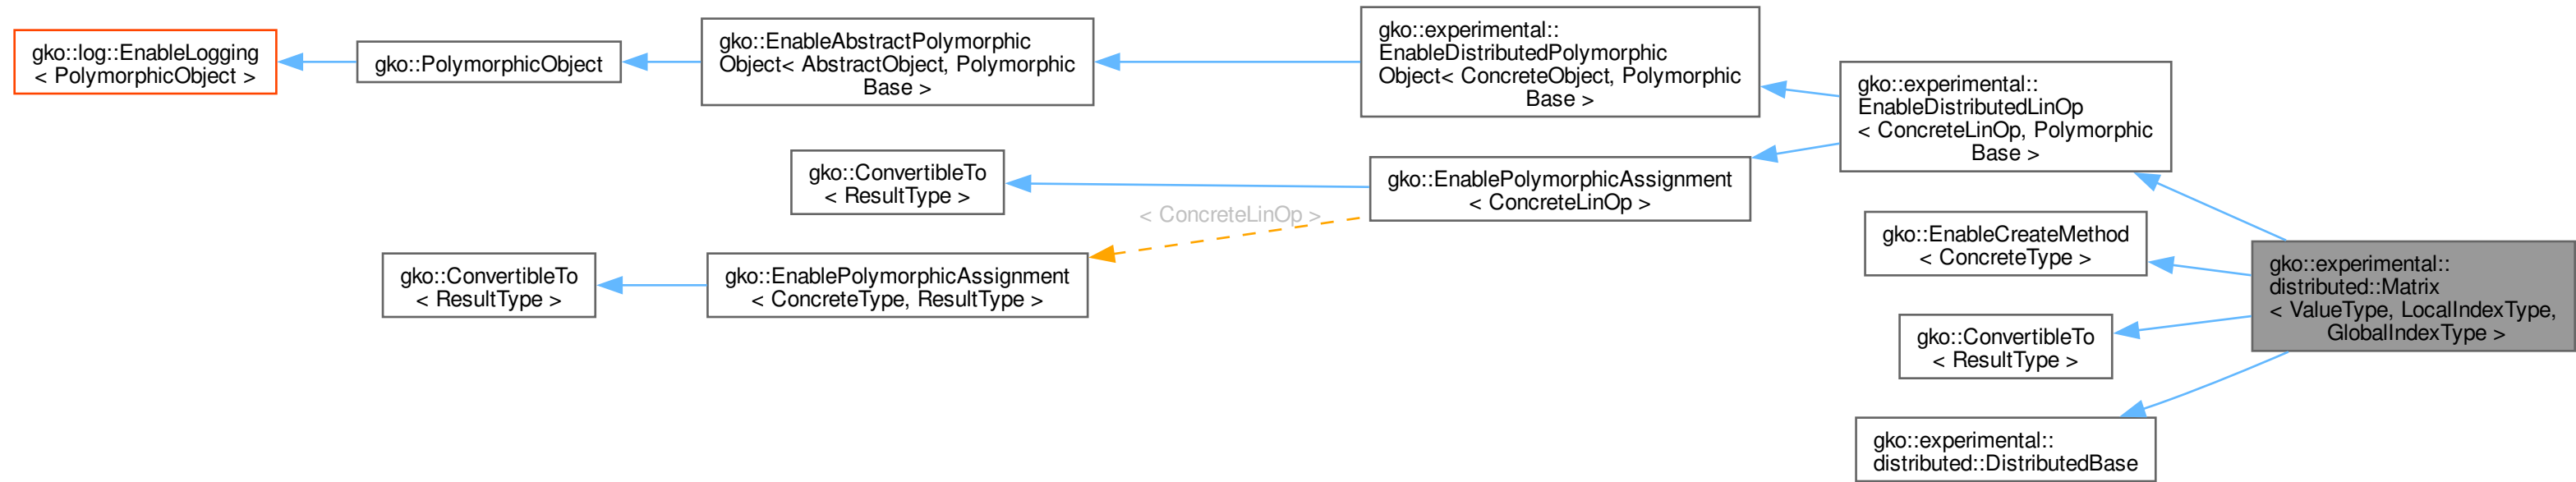 gko::log::EnableLogging
< PolymorphicObject >
gko::PolymorphicObject
gko::EnableAbstractPolymorphic
Object< AbstractObject, Polymorphic
Base >
gko::experimental::
EnableDistributedPolymorphic
Object< ConcreteObject, Polymorphic
Base >
gko::experimental::
EnableDistributedLinOp
< ConcreteLinOp, Polymorphic
Base >
gko::ConvertibleTo
< ResultType >
gko::EnablePolymorphicAssignment
< ConcreteLinOp >
< ConcreteLinOp >
gko::ConvertibleTo
< ResultType >
gko::EnablePolymorphicAssignment
< ConcreteType, ResultType >
gko::EnableCreateMethod
< ConcreteType >
gko::experimental::
distributed::Matrix
< ValueType, LocalIndexType,
GlobalIndexType >
gko::ConvertibleTo
< ResultType >
gko::experimental::
distributed::DistributedBase